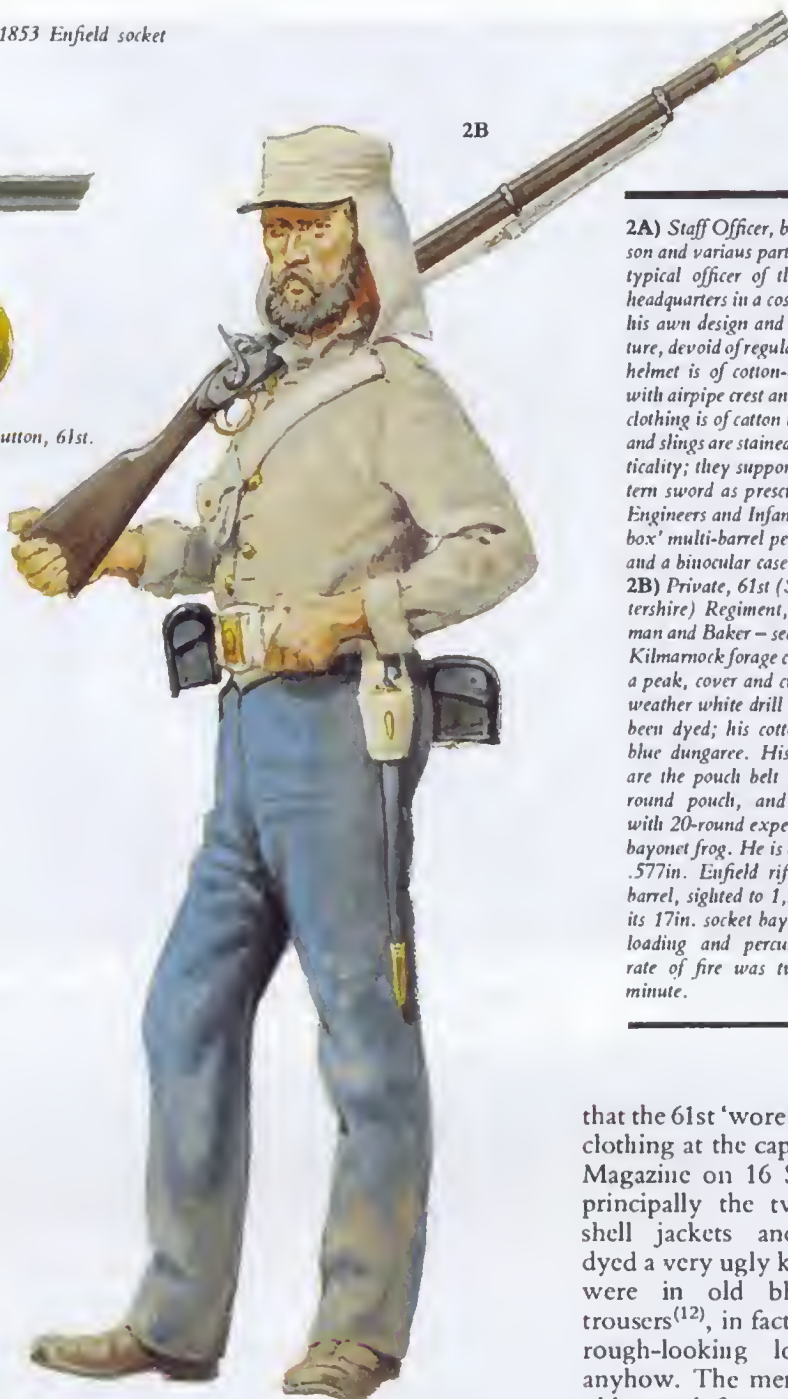 1853 Enfield socket
2B
utton, 61st.
2A) Staff Officer, b
son and various part
typical officer of th
headquarters in a cos
his awn design and
ture, devoid of regula
helmet is of cotton-
with airpipe crest an
clothing is of catton
and slings are stained
ticality; they suppor
tern sword as prescr
Engineers and Infan
box' multi-barrel pe
and a binocular case
2B) Private, 61st (S
tershire) Regiment,
man and Baker – se
Kilmarnock forage c
a peak, cover and c
weather white drill
been dyed; his cott
blue dungaree. His
are the pouch belt
round pouch, and
with 20-round expe
bayonet frog. He is
.577in. Enfield rif
barrel, sighted to 1,
its 17in. socket bay
loading and percu
rate of fire was tw
minute.
that the 61st 'wore
clothing at the cap
Magazine on 16 S
principally the tv
shell jackets and
dyed a very ugly k
were in old bl
trousers(12), in fact
rough-looking lo
anyhow. The mer